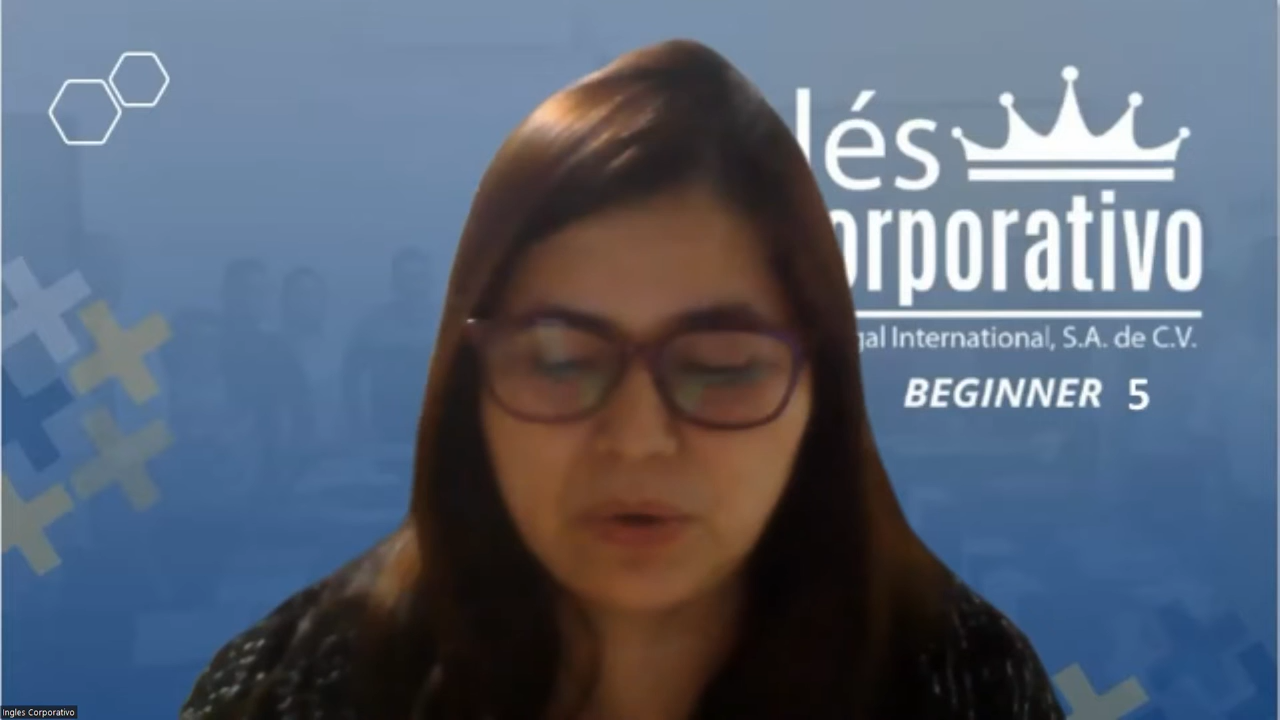 lés
orporativo
gal International, S.A. de C.V.
BEGINNER 5
Ingles Corporativo